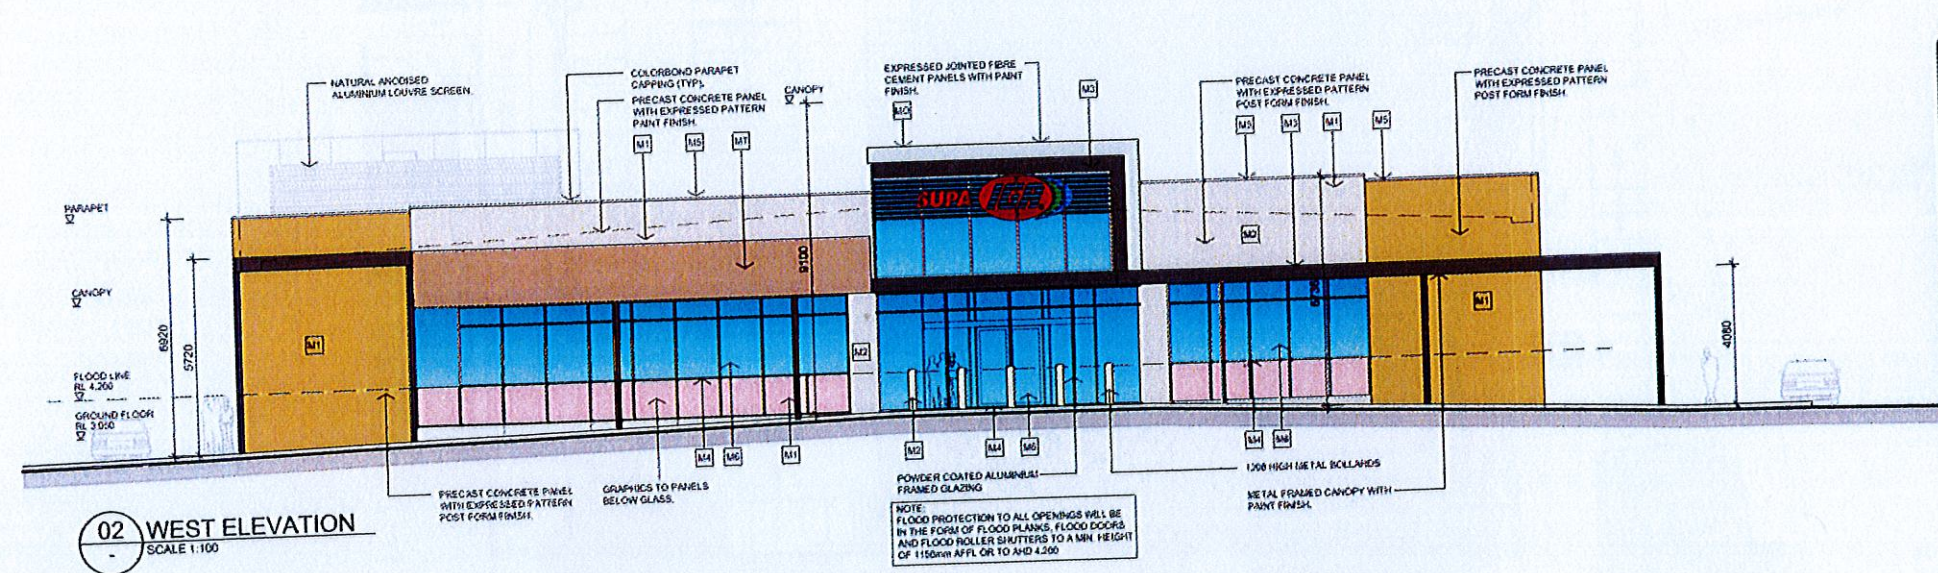 NATURAL ANODISED
ALUMINIUM LOUVRE SCREEN.
COLORBOND PARAPET
CAPPING (TYP).
PRECAST CONCRETE PANEL
WITH EXPRESSED PATTERN
PAINT FINISH.
M1
M5
CANOPY
EXPRESSED JOINTED FIBRE
CEMENT PANELS WITH PAINT
FINISH.
M3
PRECAST CONCRETE PANEL
WITH EXPRESSED PATTERN
POST FORM FINISH.
M3
M1
M5
PRECAST CONCRETE PANEL
WITH EXPRESSED PATTERN
POST FORM FINISH.
PARAPET
CANOPY
FLOOD LINE
RL 4.200
GROUND FLOOR
RL 3.050
6920
5720
9100
4080
SUPA IGA
M1
M2
M1
M4
M6
M1
M2
M4
M6
M4
M6
PRECAST CONCRETE PANEL
WITH EXPRESSED PATTERN
POST FORM FINISH.
GRAPHICS TO PANELS
BELOW GLASS.
POWDER COATED ALUMINIUM
FRAMED GLAZING
1200 HIGH METAL BOLLARDS
METAL FRAMED CANOPY WITH
PAINT FINISH.
NOTE:
FLOOD PROTECTION TO ALL OPENINGS WILL BE
IN THE FORM OF FLOOD PLANKS, FLOOD DOORS
AND FLOOD ROLLER SHUTTERS TO A MIN. HEIGHT
OF 1150mm AFFL OR TO AHD 4.200
02 WEST ELEVATION
-
SCALE 1:100